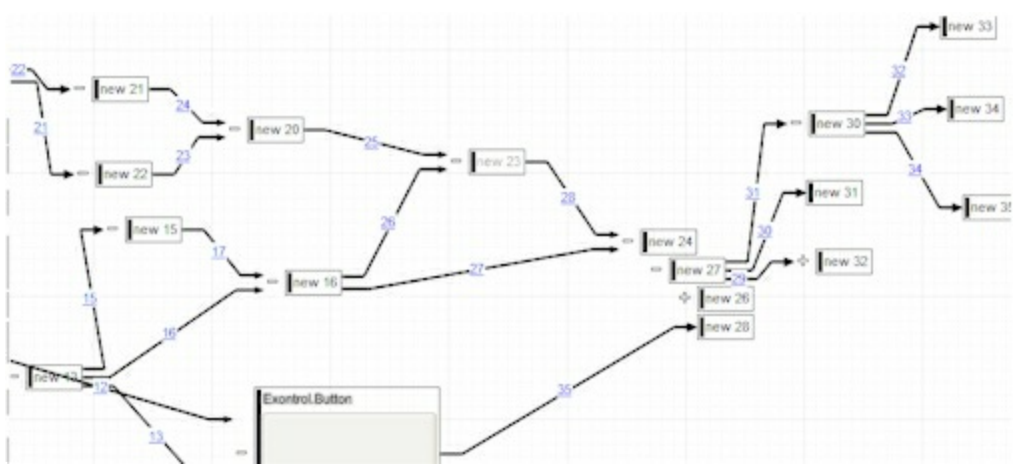 new 33
22
32
new 21
24
33
new 34
new 30
21
new 20
25
23
new 23
new 22
34
31
new 31
28
26
new 35
new 15
30
17
new 24
new 32
27
new 27
29
new 16
15
new 26
new 28
16
new 12
12
35
Exontrol.Button
13